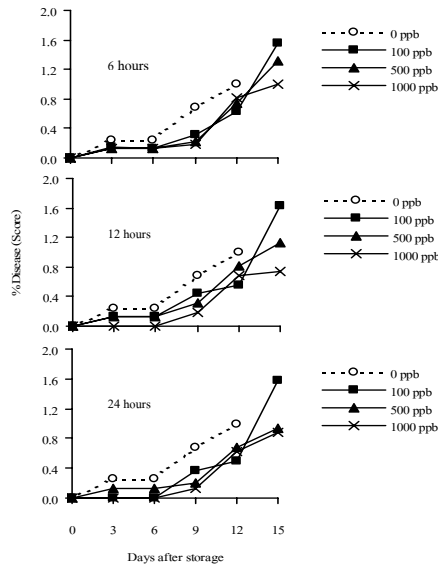 2.0
1.6
1.2
0.8
0.4
0.0
6 hours
0 ppb
100 ppb
500 ppb
1000 ppb
2.0
1.6
1.2
0.8
0.4
0.0
12 hours
0 ppb
100 ppb
500 ppb
1000 ppb
%Disease (Score)
2.0
1.6
1.2
0.8
0.4
0.0
24 hours
0 ppb
100 ppb
500 ppb
1000 ppb
0 3 6 9 12 15
Days after storage